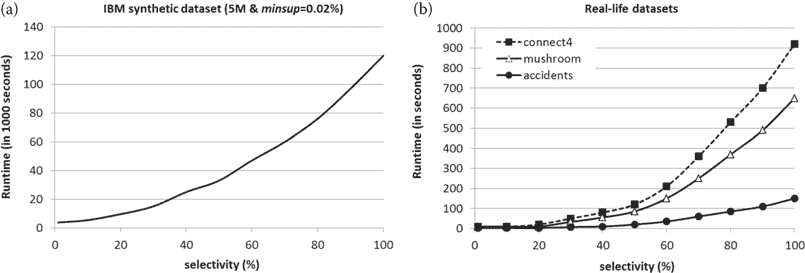 (a)
IBM synthetic dataset (5M & minsup=0.02%)
140
120
100
80
60
40
20
0
Runtime (in 1000 seconds)
0 20 40 60 80 100
selectivity (%)
(b)
Real-life datasets
1000
900
800
700
600
500
400
300
200
100
0
Runtime (in seconds)
connect4
mushroom
accidents
0 10 20 30 40 50 60 70 80 90 100
selectivity (%)